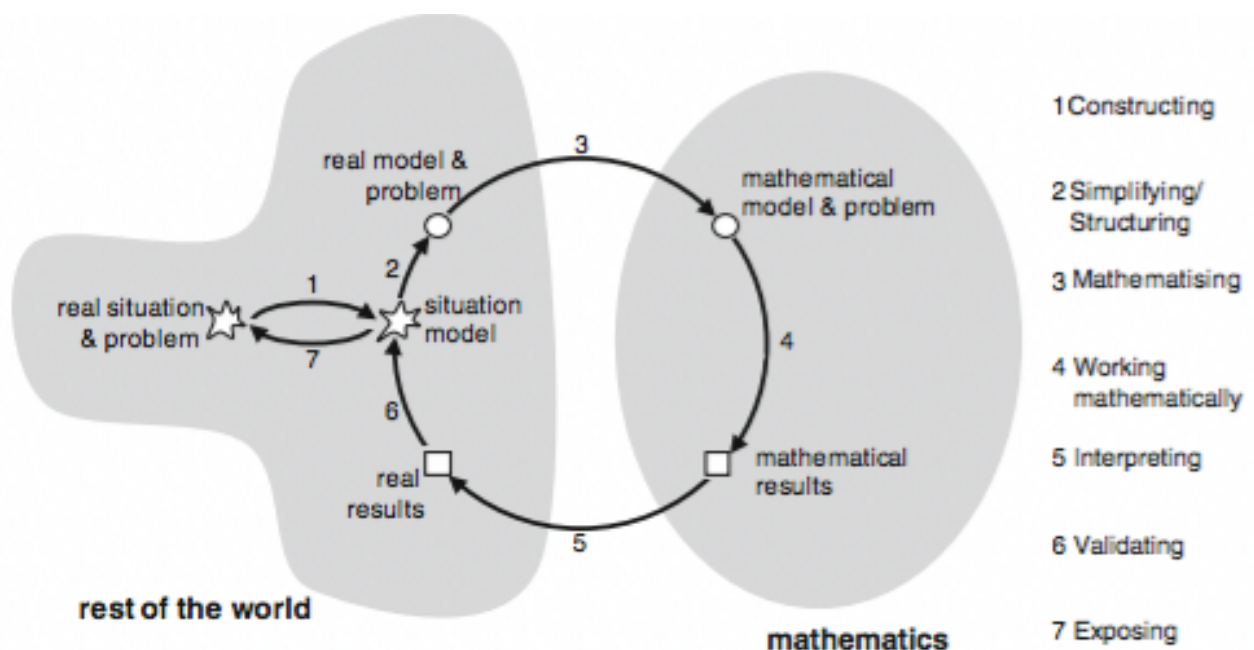 real model &
problem
3
mathematical
model & problem
2
1
real situation
& problem
situation
model
7
4
6
real
results
mathematical
results
5
rest of the world
mathematics
1 Constructing
2 Simplifying/
Structuring
3 Mathematising
4 Working
mathematically
5 Interpreting
6 Validating
7 Exposing